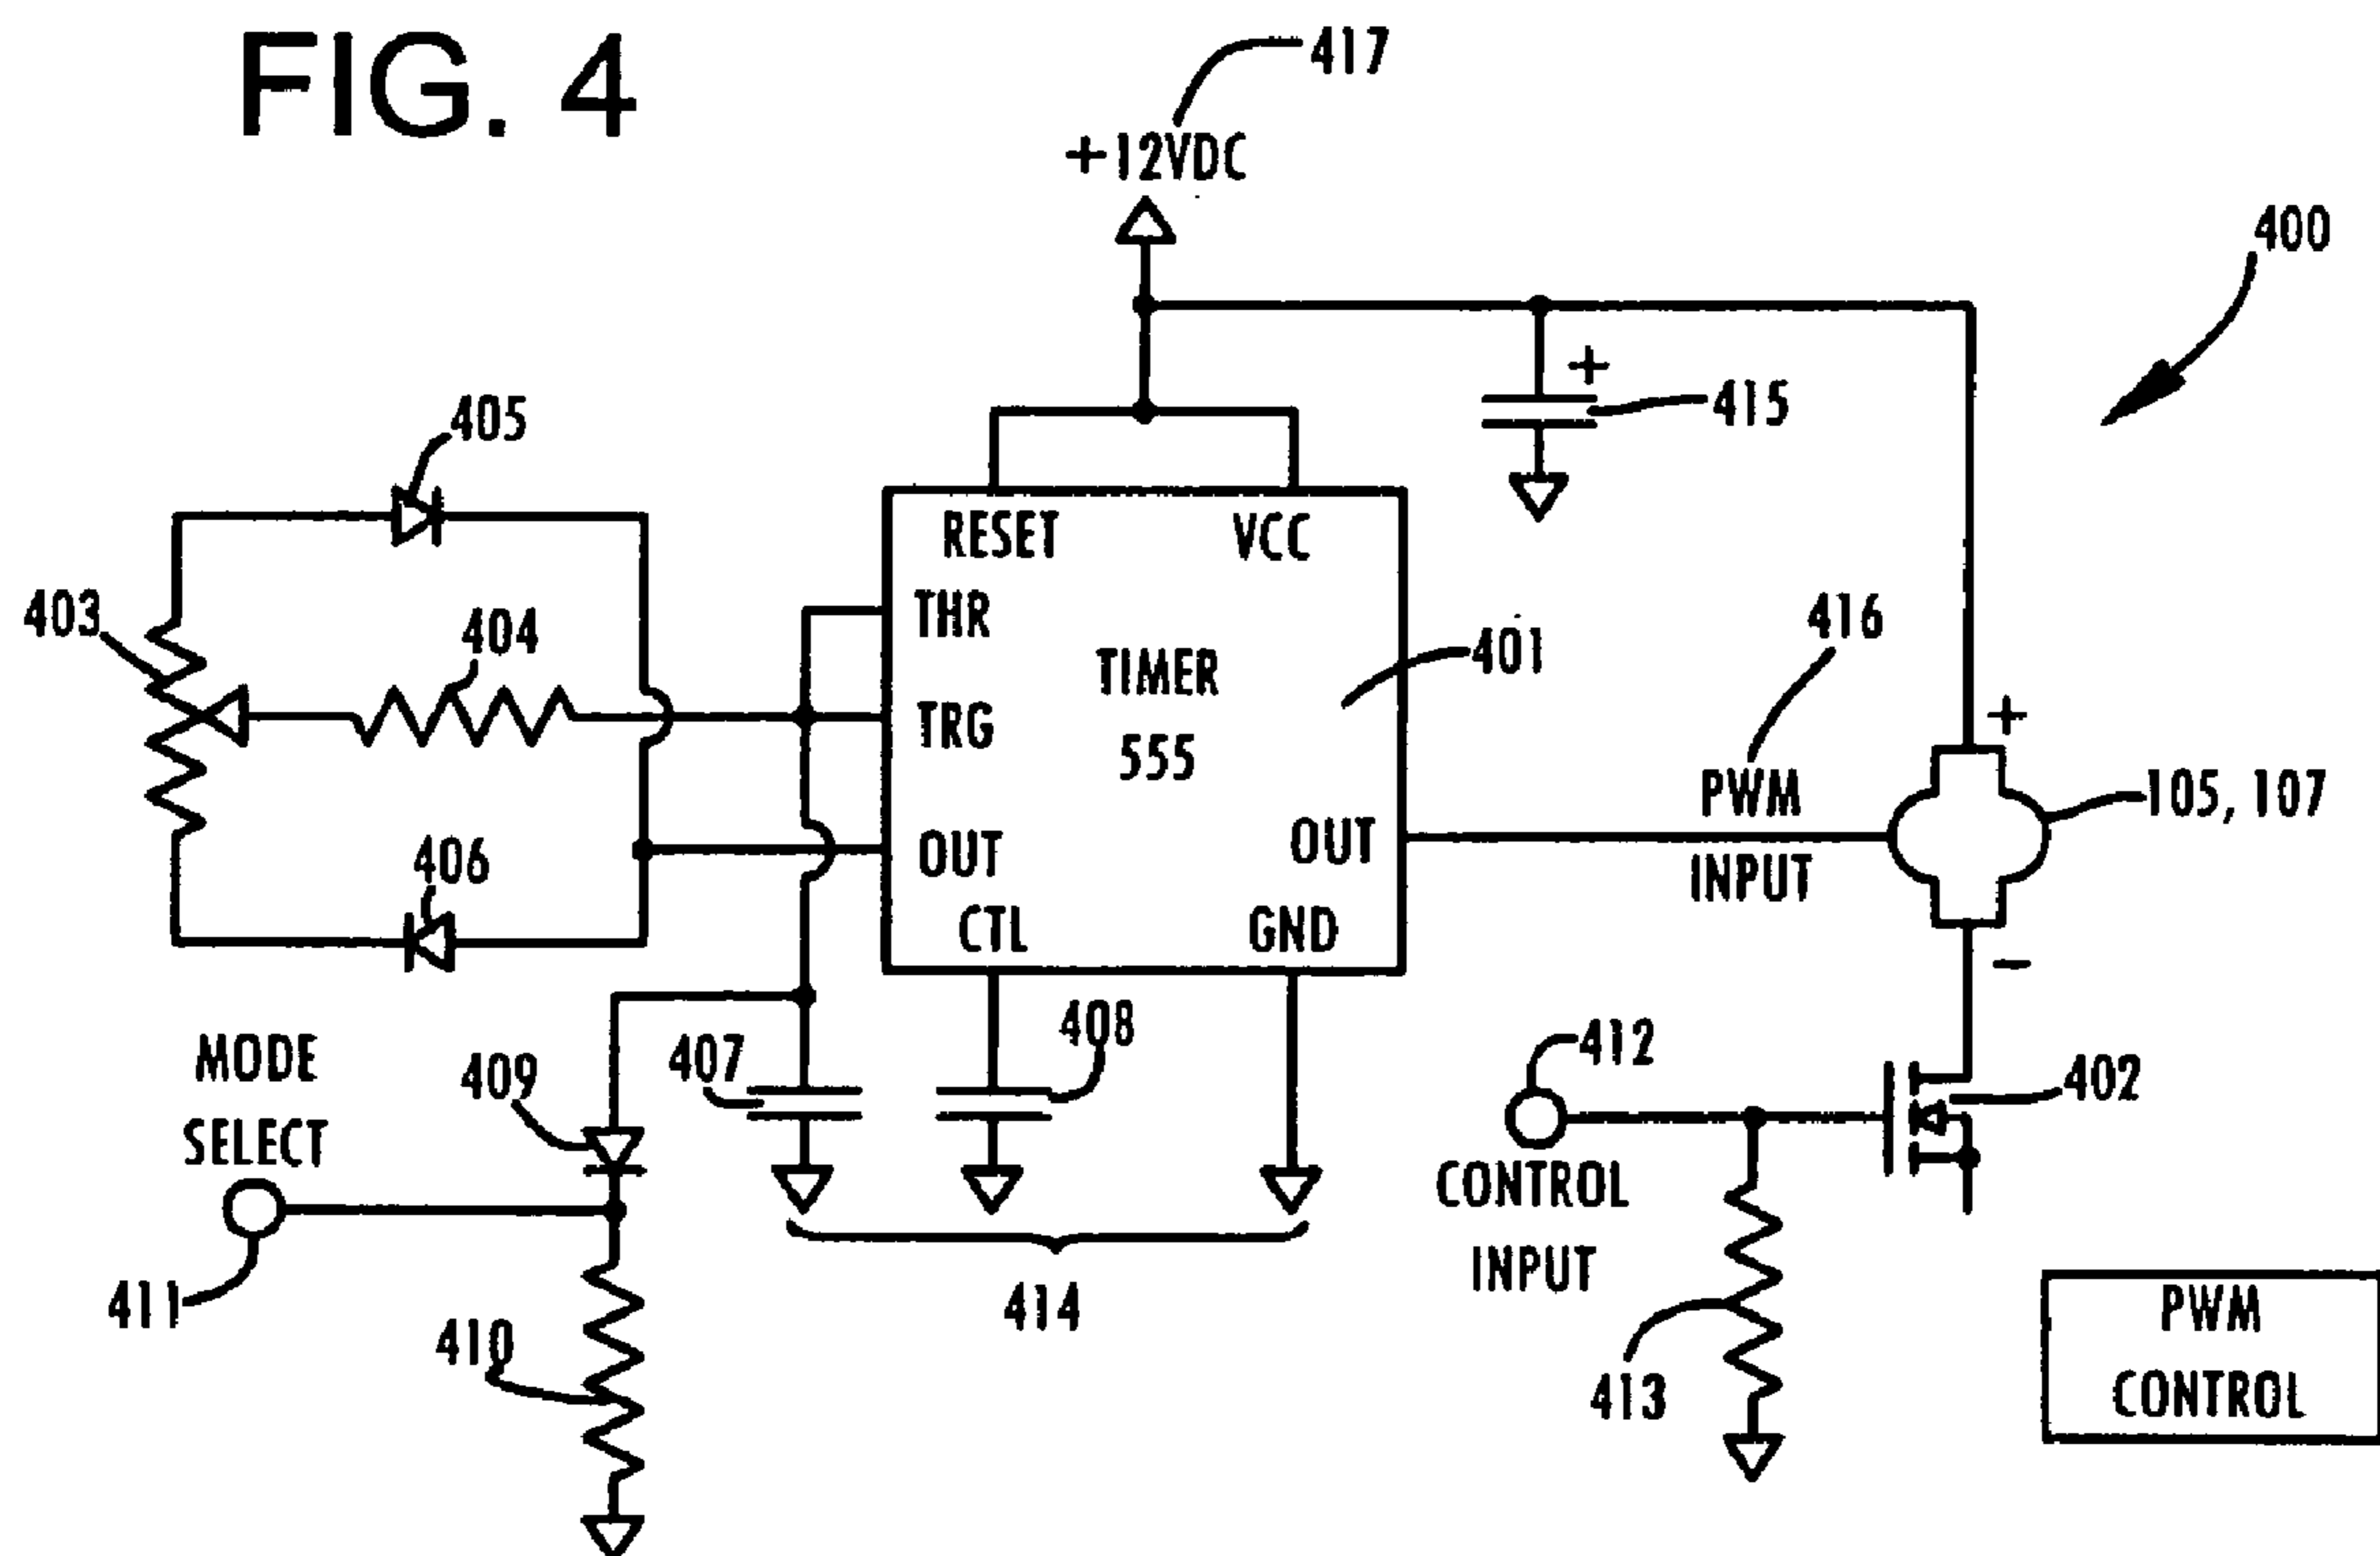 FIG. 4
417
+12VDC
400
+
415
405
RESET
VCC
403
404
THR
TIMER
555
401
416
TRG
+
PWM
INPUT
105, 107
OUT
OUT
406
CTL
GND
−
MODE
SELECT
409
407
408
412
402
CONTROL
INPUT
411
410
414
413
PWM
CONTROL